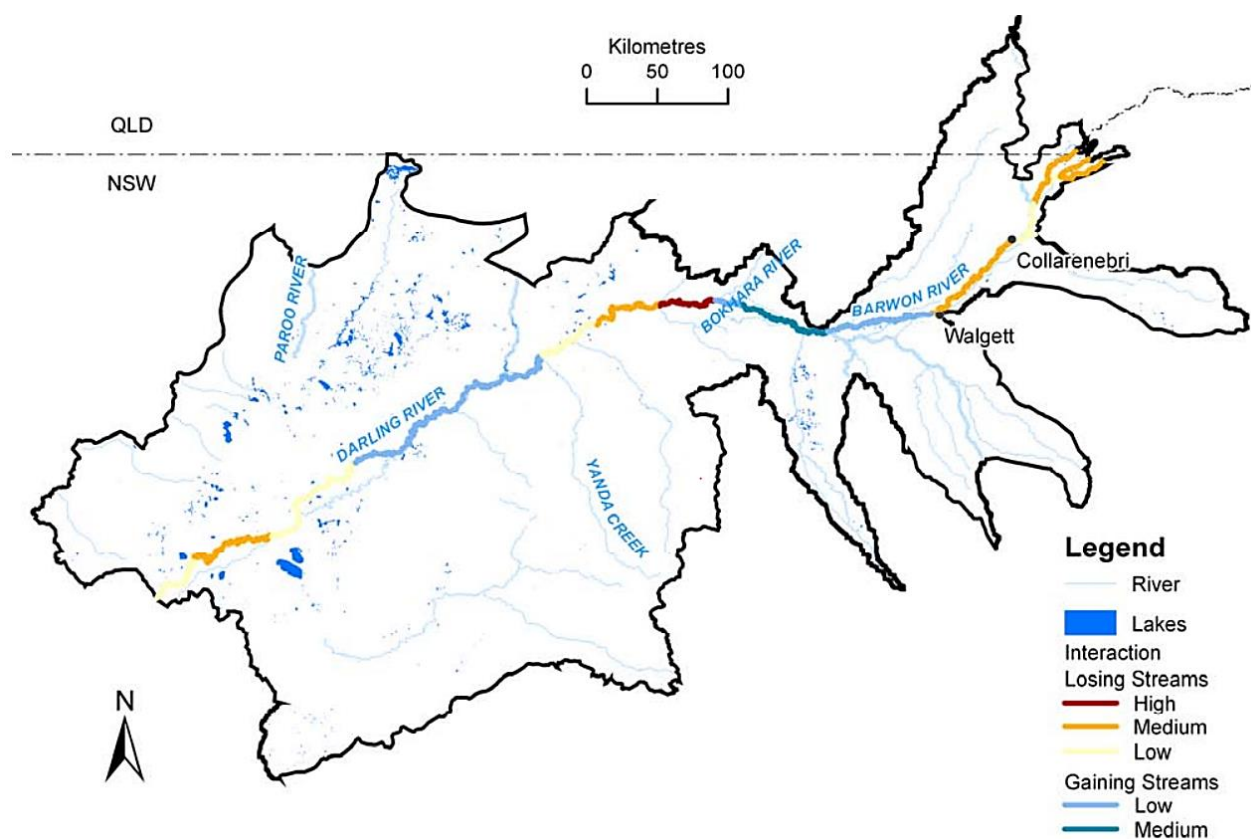 Kilometres
0 50 100
QLD
NSW
PAROO RIVER
BOKHARA RIVER
BARWON RIVER
Collarenebri
Walgett
DARLING RIVER
YANDA CREEK
N
Legend
River
Lakes
Interaction
Losing Streams
High
Medium
Low
Gaining Streams
Low
Medium